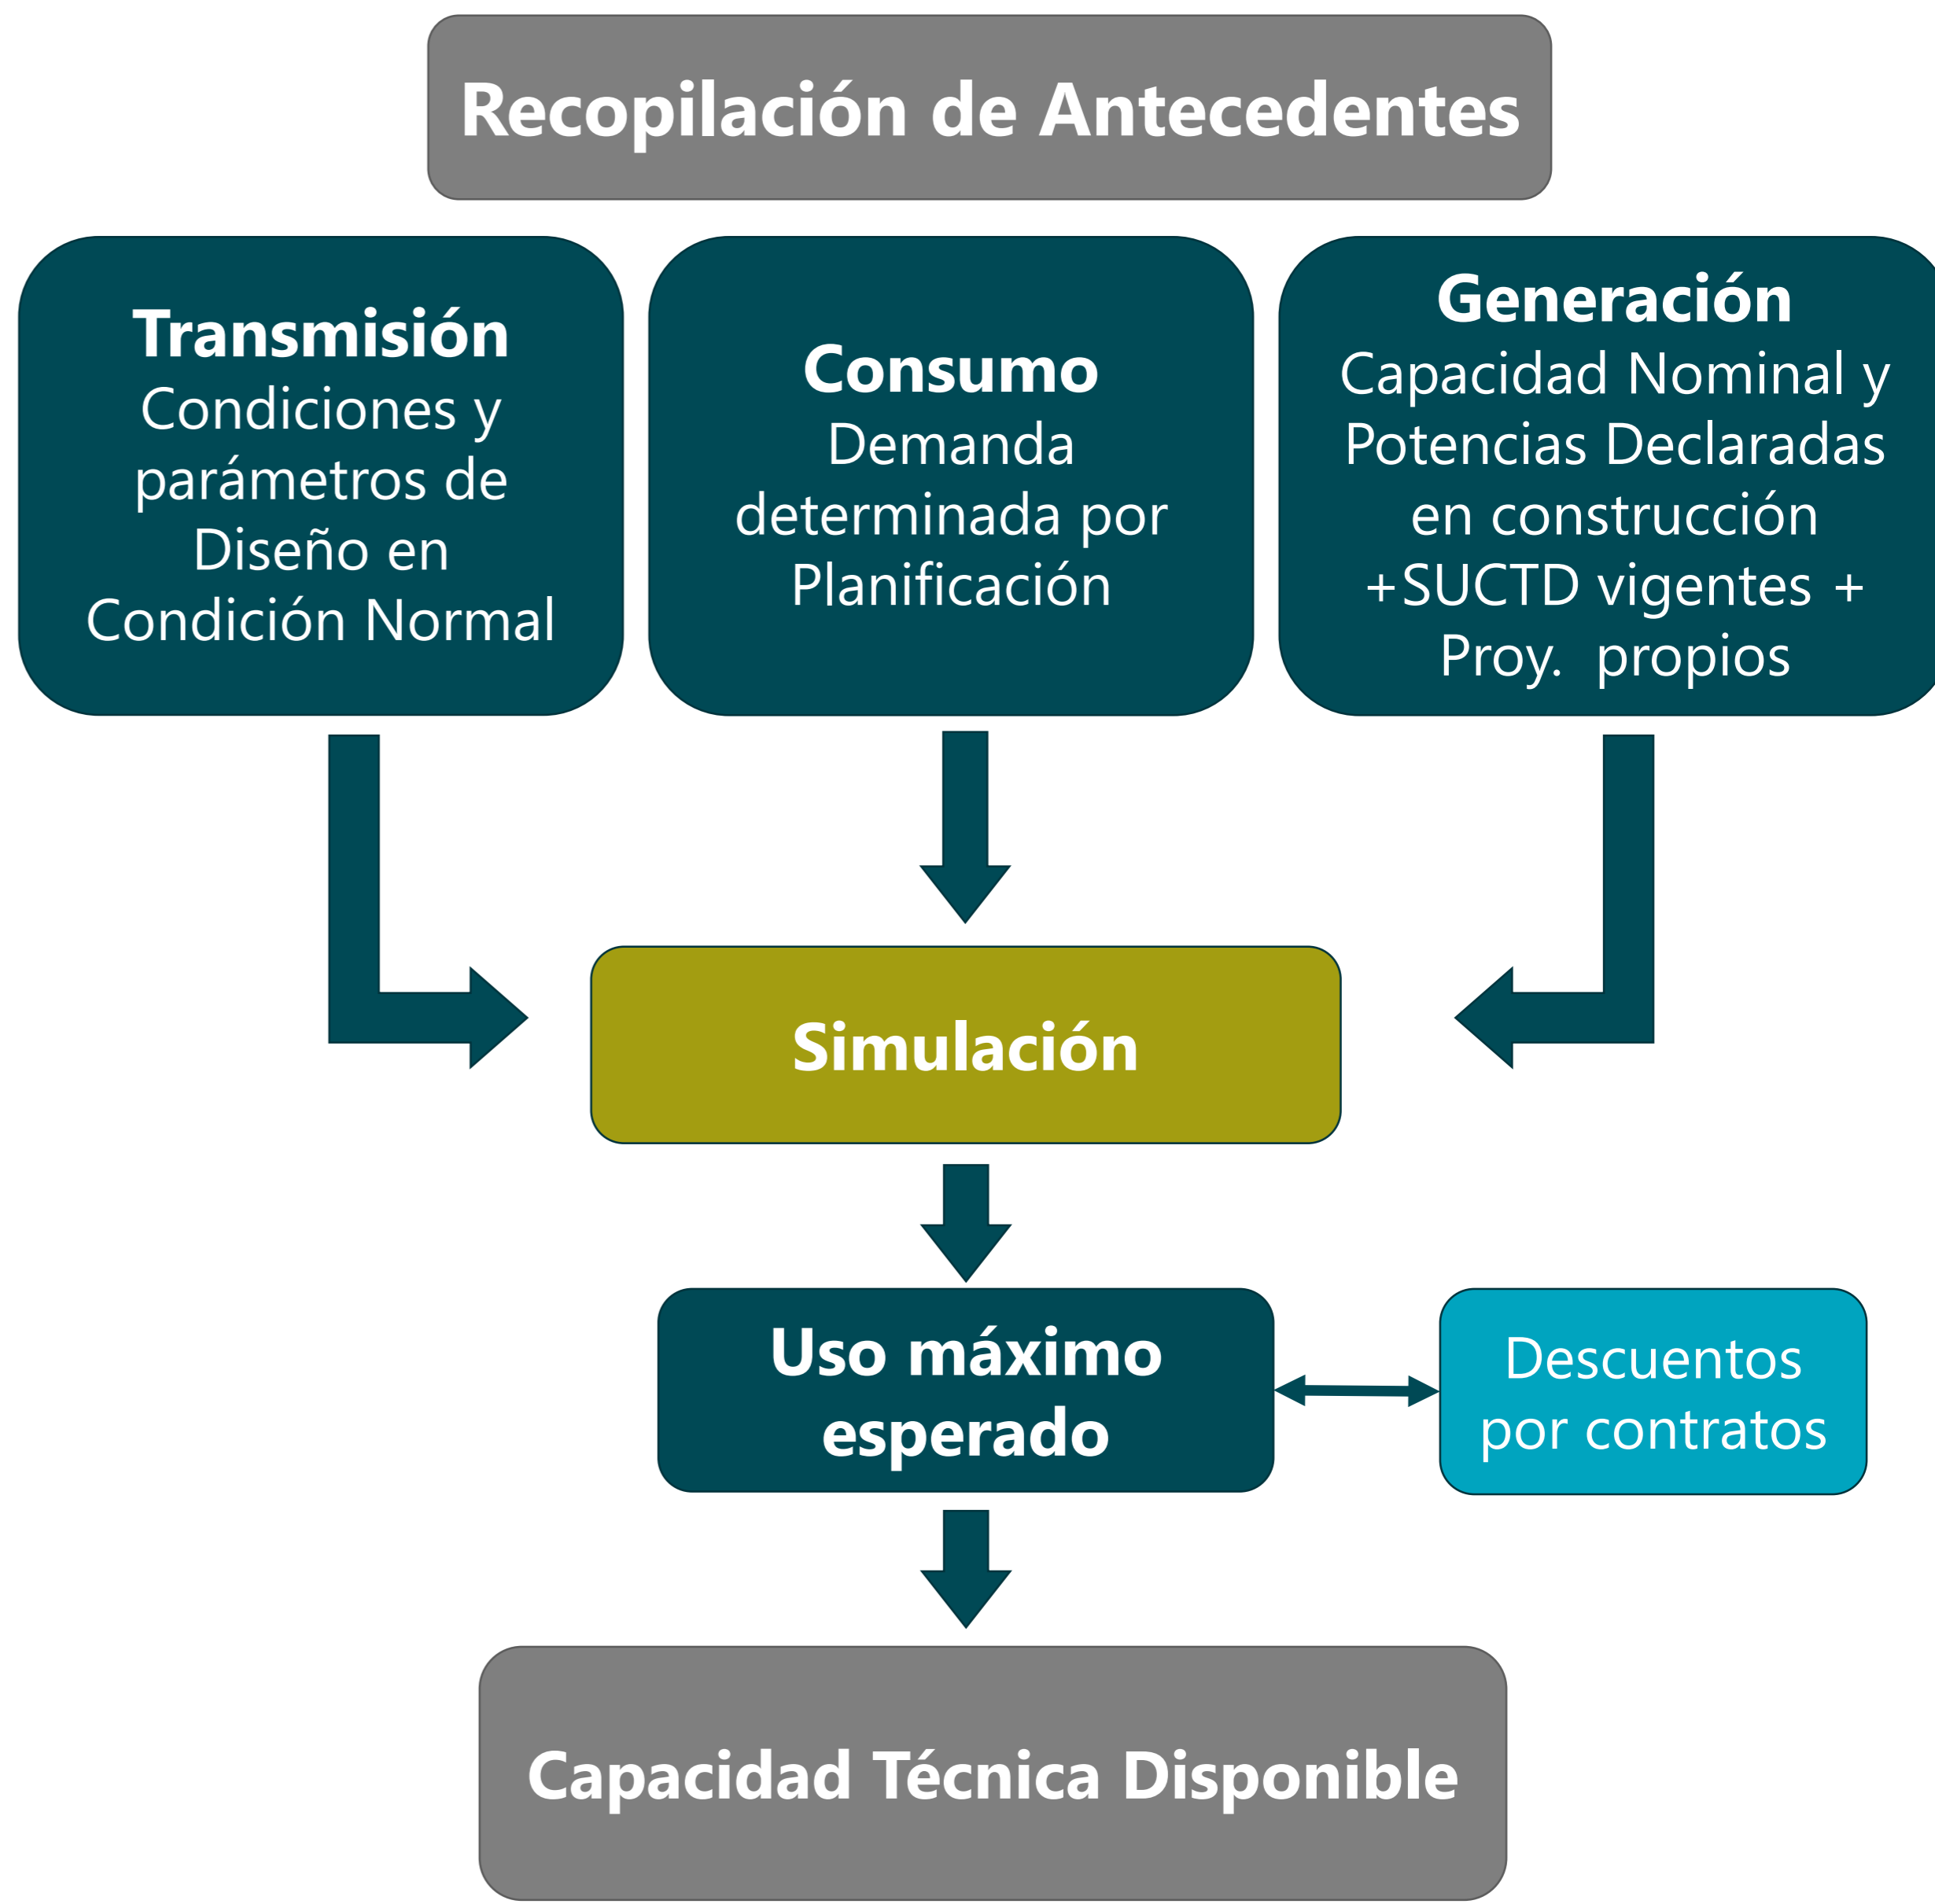 Recopilación de Antecedentes
Transmisión
Condiciones y
parámetros de
Diseño en
Condición Normal
Consumo
Demanda
determinada por
Planificación
Generación
Capacidad Nominal y
Potencias Declaradas
en construcción
+SUCTD vigentes +
Proy.  propios
Simulación
Uso máximo
esperado
Descuentos
por contratos
Capacidad Técnica Disponible